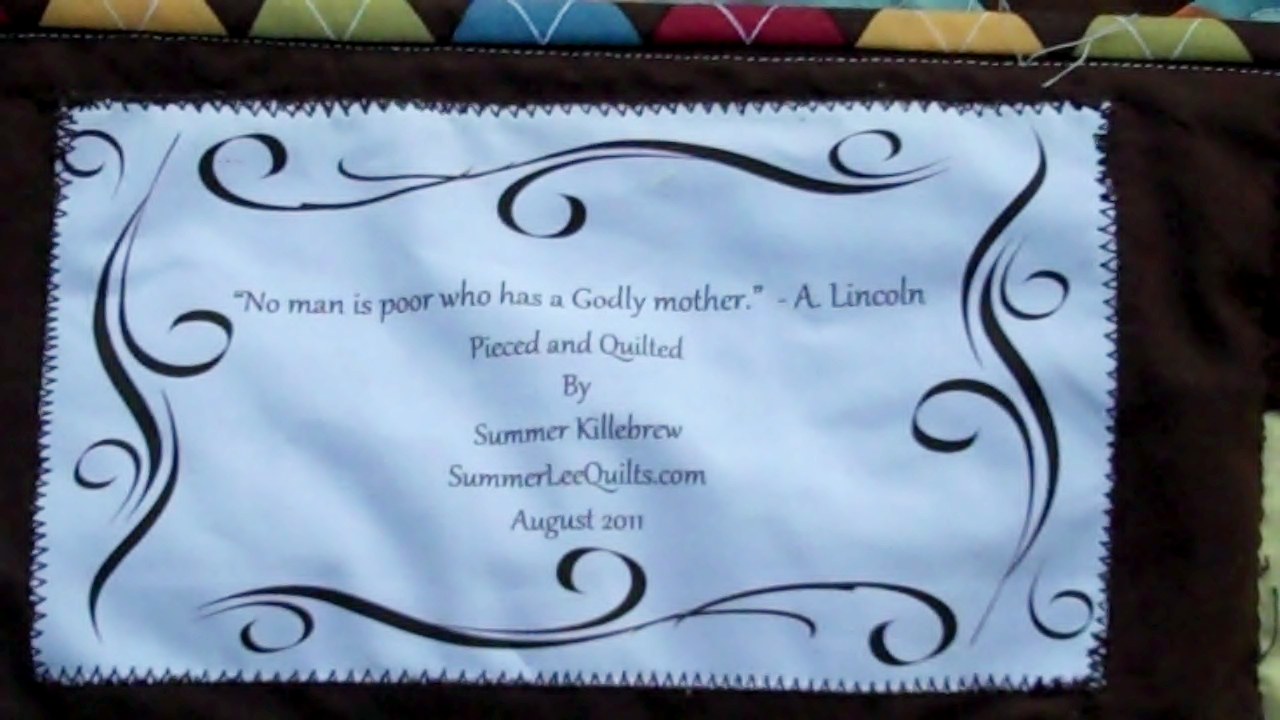 "No man is poor who has a Godly mother." - A. Lincoln
Pieced and Quilted
By
Summer Killebrew
SummerLeeQuilts.com
August 2011